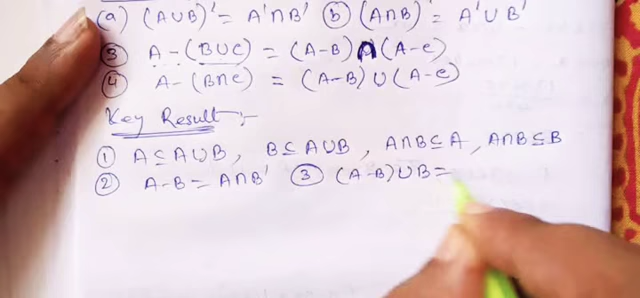 (a) (A∪B)' = A'∩B' (b) (A∩B)' = A'∪B'
(3) A-(B∪C) = (A-B)∩(A-C)
(4) A-(B∩C) = (A-B)∪(A-C)
Key Result:-
(1) A⊆A∪B, B⊆A∪B, A∩B⊆A, A∩B⊆B
(2) A-B = A∩B' (3) (A-B)∪B=